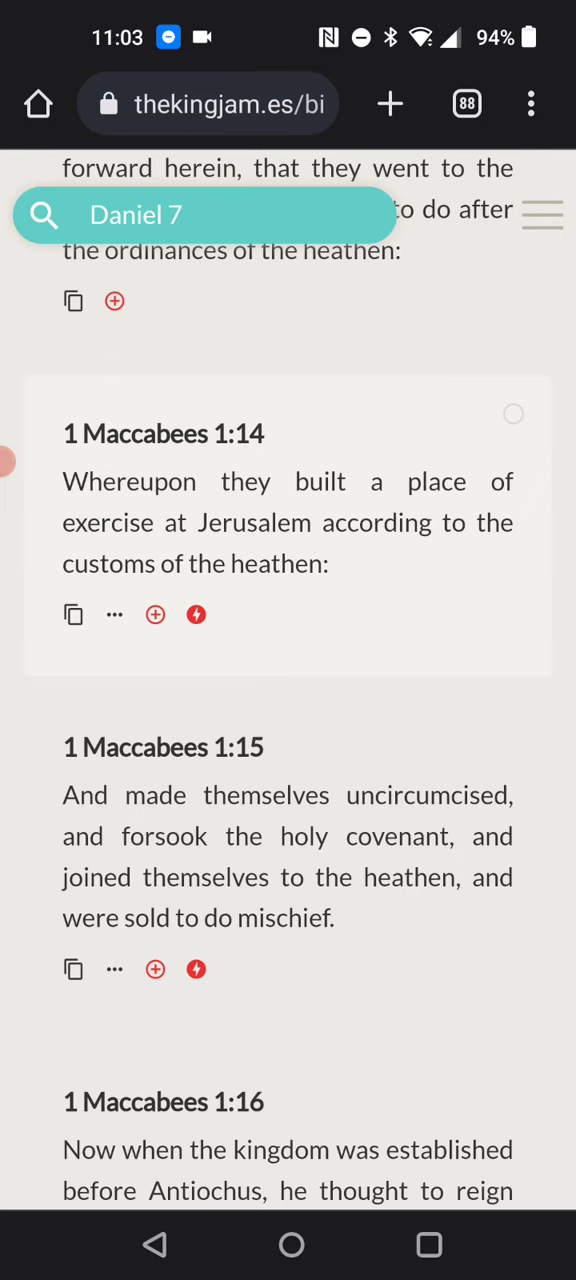 11:03
94%
thekingjam.es/bi
88
forward herein, that they went to the
Daniel 7
to do after
the ordinances of the heathen:
1 Maccabees 1:14
Whereupon they built a place of
exercise at Jerusalem according to the
customs of the heathen:
1 Maccabees 1:15
And made themselves uncircumcised,
and forsook the holy covenant, and
joined themselves to the heathen, and
were sold to do mischief.
1 Maccabees 1:16
Now when the kingdom was established
before Antiochus, he thought to reign